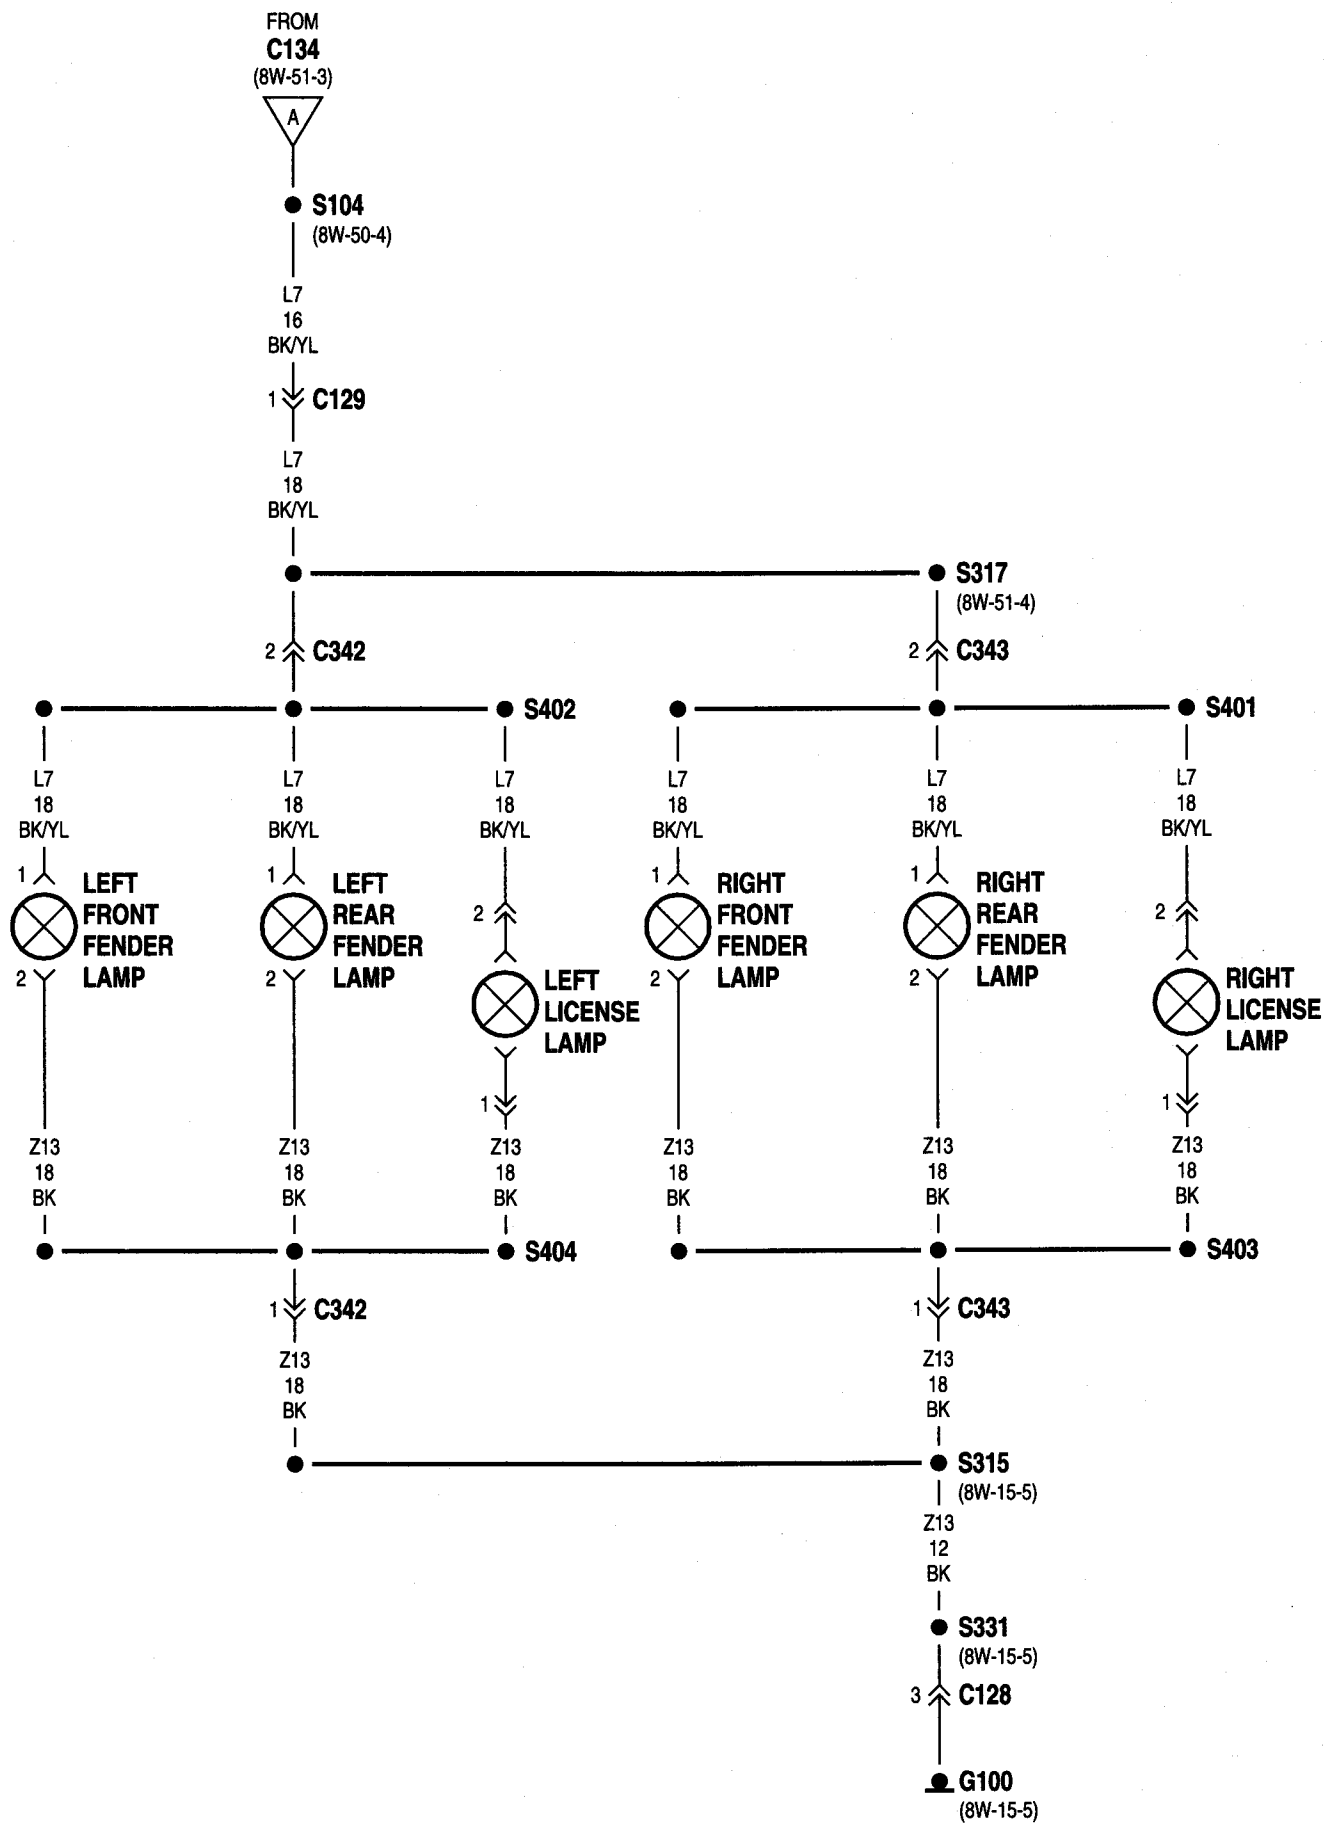 FROM
C134
(8W-51-3)
A
S104
(8W-50-4)
L7
16
BK/YL
1 C129
L7
18
BK/YL
S317
(8W-51-4)
2 C342
2 C343
S402
S401
L7 L7 L7 L7 L7 L7
18 18 18 18 18 18
BK/YL BK/YL BK/YL BK/YL BK/YL BK/YL
1 1 1 1
LEFT
FRONT
FENDER
LAMP
2
LEFT
REAR
FENDER
LAMP
2
2
LEFT
LICENSE
LAMP
1
RIGHT
FRONT
FENDER
LAMP
2
RIGHT
REAR
FENDER
LAMP
2
2
RIGHT
LICENSE
LAMP
1
Z13 Z13 Z13 Z13 Z13 Z13
18 18 18 18 18 18
BK BK BK BK BK BK
S404
S403
1 C342
1 C343
Z13 Z13
18 18
BK BK
S315
(8W-15-5)
Z13
12
BK
S331
(8W-15-5)
3 C128
G100
(8W-15-5)